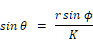 sin θ = r sin ϕ / K